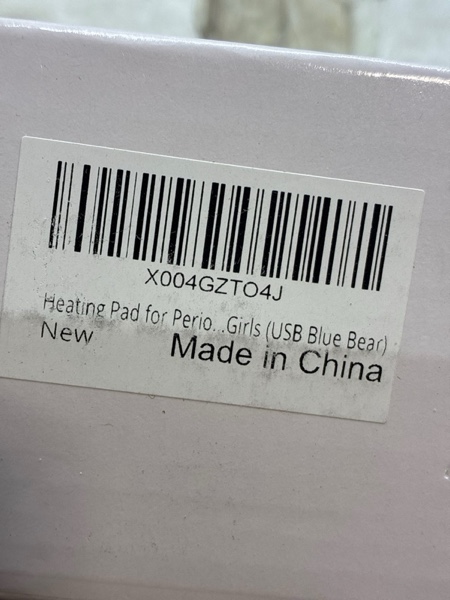 X004GZTO4J
Heating Pad for Perio...Girls (USB Blue Bear)
New
Made in China